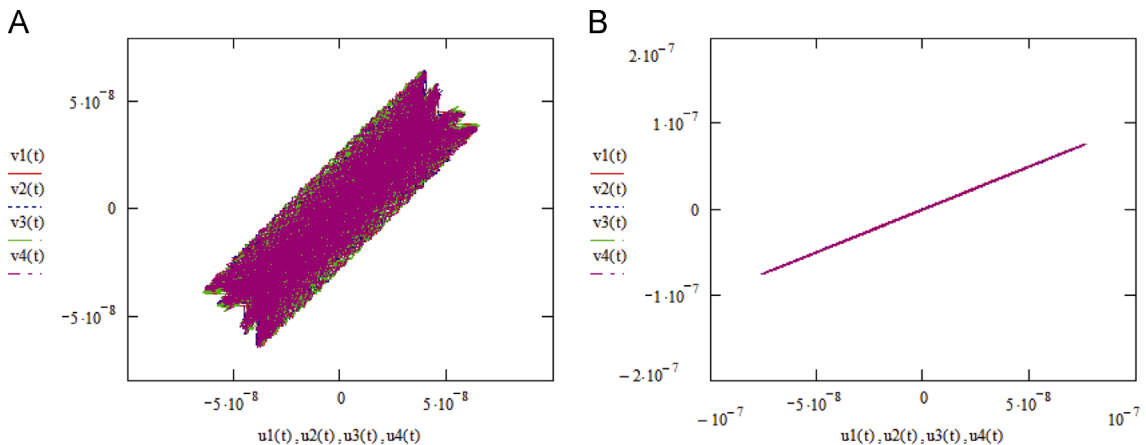 A
5·10⁻⁸
0
−5·10⁻⁸
v1(t)
v2(t)
v3(t)
v4(t)
−5·10⁻⁸ 0 5·10⁻⁸
u1(t),u2(t),u3(t),u4(t)
B
2·10⁻⁷
1·10⁻⁷
0
−1·10⁻⁷
−2·10⁻⁷
v1(t)
v2(t)
v3(t)
v4(t)
−10⁻⁷ −5·10⁻⁸ 0 5·10⁻⁸ 10⁻⁷
u1(t),u2(t),u3(t),u4(t)